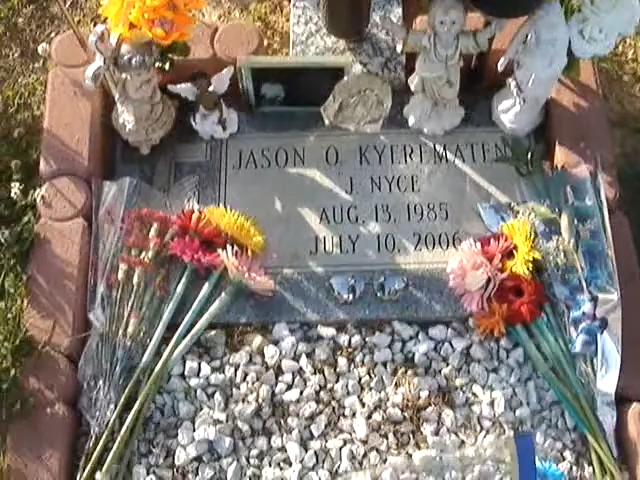 JASON O. KYEREMATEN
J. NYCE
AUG. 13, 1985
JULY 10, 2006